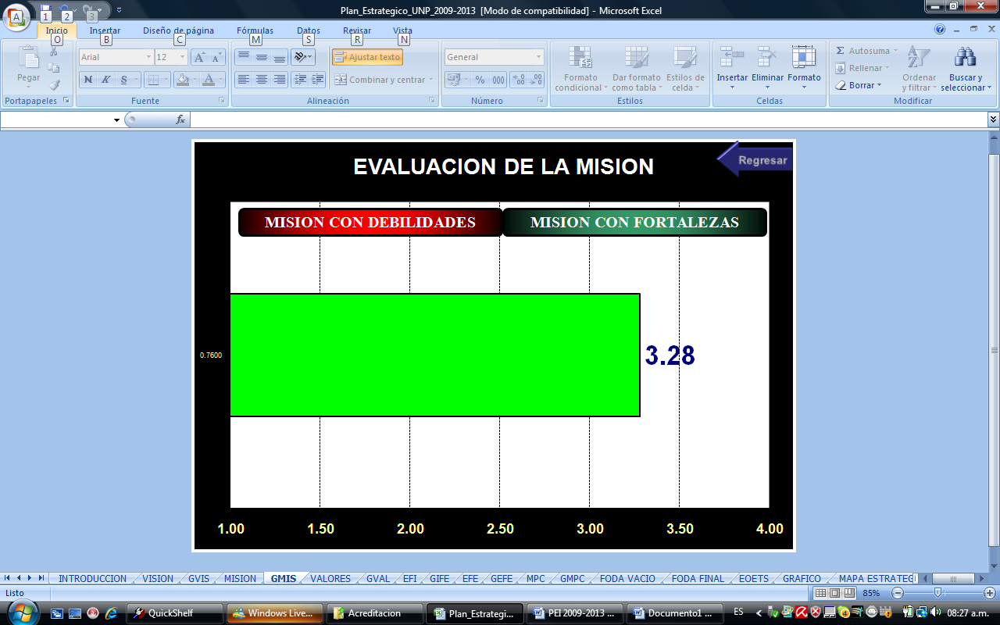 Plan_Estrategico_UNP_2009-2013 [Modo de compatibilidad] - Microsoft Excel
A 1 2 3
Inicio Insertar Diseño de página Fórmulas Datos Revisar Vista
O B C M S R N
Pegar Arial 12 A A Ajustar texto General Formato condicional Dar formato como tabla Estilos de celda Insertar Eliminar Formato Σ Autosuma Rellenar Borrar Ordenar y filtrar Buscar y seleccionar
N K S A Combinar y centrar % 000
Portapapeles Fuente Alineación Número Estilos Celdas Modificar
fx
EVALUACION DE LA MISION
Regresar
MISION CON DEBILIDADES MISION CON FORTALEZAS
0.7600 3.28
1.00 1.50 2.00 2.50 3.00 3.50 4.00
INTRODUCCION VISION GVIS MISION GMIS VALORES GVAL EFI GIFE EFE GEFE MPC GMPC FODA VACIO FODA FINAL EOETS GRAFICO MAPA ESTRATEG
Listo 85%
QuickShelf Windows Live... Acreditacion Plan_Estrategi... PEI 2009-2013 ... Documento1 ... ES 08:27 a.m.